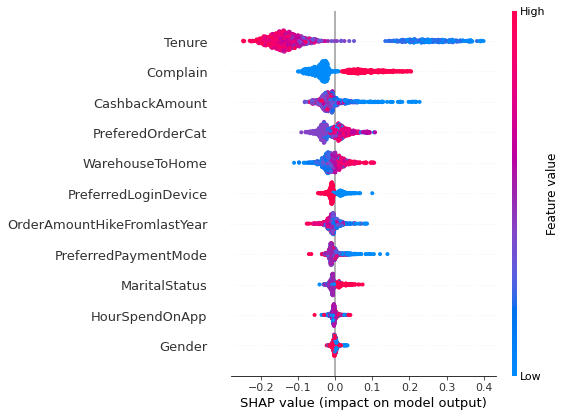 High
Tenure
Complain
CashbackAmount
PreferedOrderCat
WarehouseToHome
PreferredLoginDevice
OrderAmountHikeFromlastYear
PreferredPaymentMode
MaritalStatus
HourSpendOnApp
Gender
Feature value
Low
−0.2 −0.1 0.0 0.1 0.2 0.3 0.4
SHAP value (impact on model output)